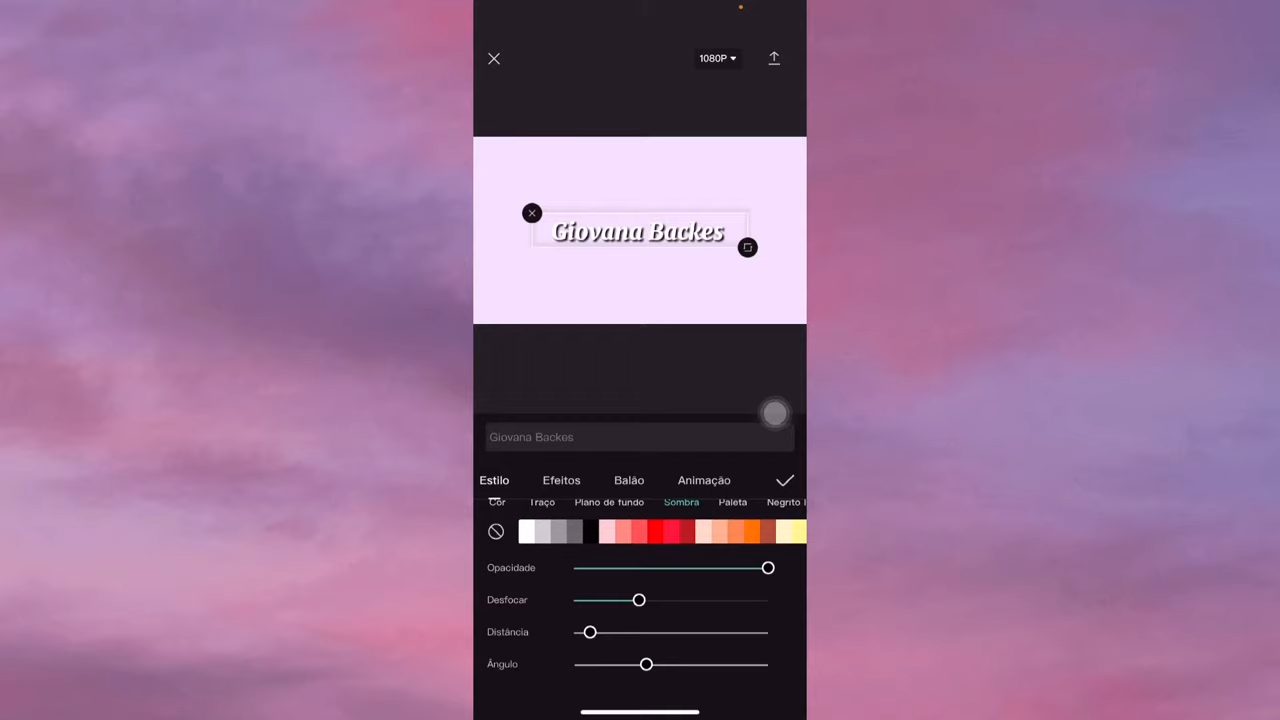 1080P
Giovana Backes
Giovana Backes
Estilo Efeitos Balão Animação
Cor Traço Plano de fundo Sombra Paleta Negrito I
Opacidade
Desfocar
Distância
Ângulo